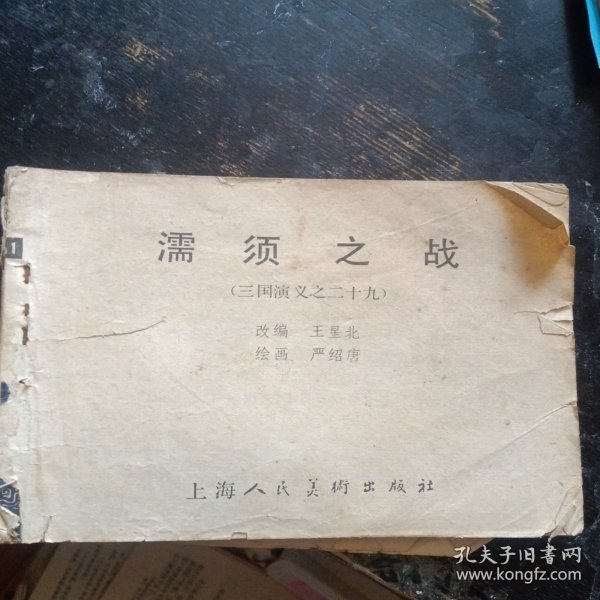 濡须之战
(三国演义之二十九)
改编 王星北
绘画 严绍唐
上海人民美術出版社
孔夫子旧书网
www.kongfz.com